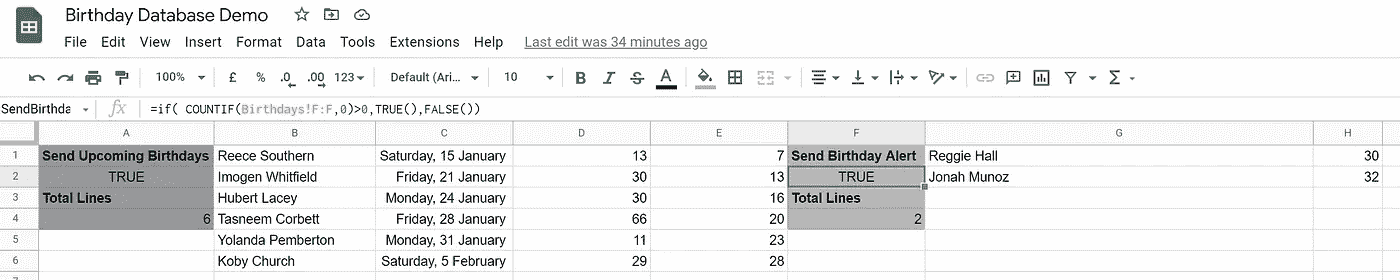 Birthday Database Demo
File Edit View Insert Format Data Tools Extensions Help Last edit was 34 minutes ago
100% £ % .0 .00 123 Default (Ari... 10 B I S A Σ
SendBirthda fx =if( COUNTIF(Birthdays!F:F,0)>0,TRUE(),FALSE())
A B C D E F G H
1 Send Upcoming Birthdays Reece Southern Saturday, 15 January 13 7 Send Birthday Alert Reggie Hall 30
2 TRUE Imogen Whitfield Friday, 21 January 30 13 TRUE Jonah Munoz 32
3 Total Lines Hubert Lacey Monday, 24 January 30 16 Total Lines
4 6 Tasneem Corbett Friday, 28 January 66 20 2
5 Yolanda Pemberton Monday, 31 January 11 23
6 Koby Church Saturday, 5 February 29 28